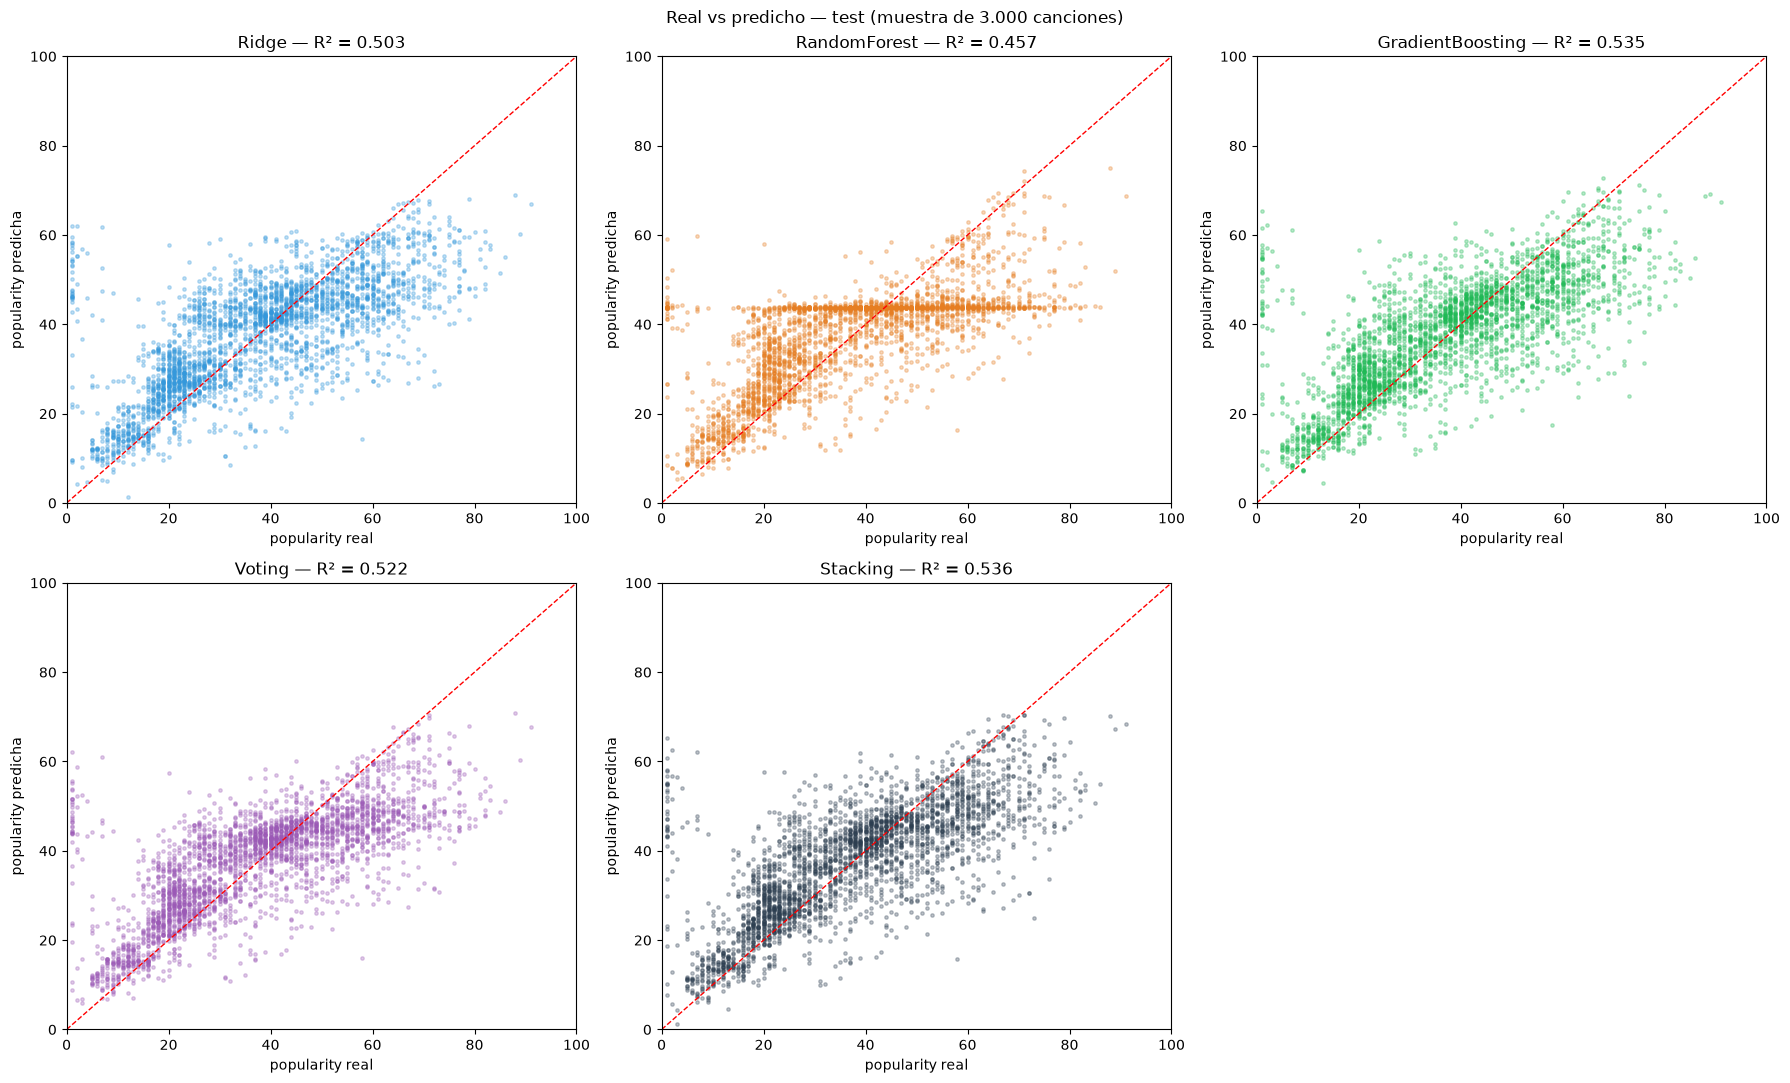 Real vs predicho — test (muestra de 3.000 canciones)
Ridge — R² = 0.503
100
80
60
40
20
0
popularity predicha
0 20 40 60 80 100
popularity real
RandomForest — R² = 0.457
100
80
60
40
20
0
popularity predicha
0 20 40 60 80 100
popularity real
GradientBoosting — R² = 0.535
100
80
60
40
20
0
popularity predicha
0 20 40 60 80 100
popularity real
Voting — R² = 0.522
100
80
60
40
20
0
popularity predicha
0 20 40 60 80 100
popularity real
Stacking — R² = 0.536
100
80
60
40
20
0
popularity predicha
0 20 40 60 80 100
popularity real